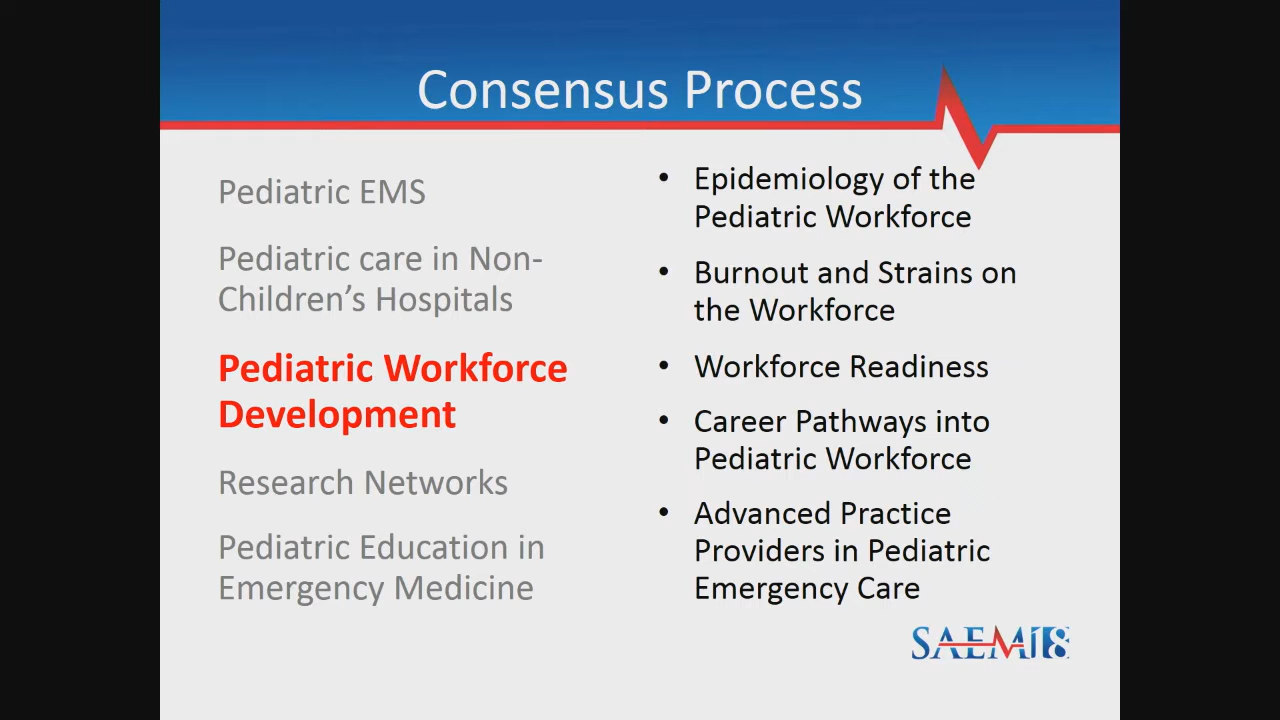 Consensus Process
Pediatric EMS
Pediatric care in Non-
Children’s Hospitals
Pediatric Workforce
Development
Research Networks
Pediatric Education in
Emergency Medicine
• Epidemiology of the
Pediatric Workforce
• Burnout and Strains on
the Workforce
• Workforce Readiness
• Career Pathways into
Pediatric Workforce
• Advanced Practice
Providers in Pediatric
Emergency Care
SAEM18